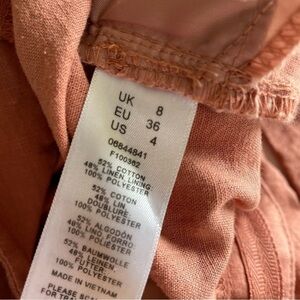 UK 8
EU 36
US 4
06844841
F100362
52% COTTON
48% LINEN LINING
100% POLYESTER
52% COTON
48% LIN
DOUBLURE
100% POLYESTER
52% ALGODÓN
48% LINO FORRO:
100% POLIÉSTER
52% BAUMWOLLE
48% LEINEN,
FUTTER:
100% POLYESTER
MADE IN VIETNAM
PLEASE SCAN
FOR